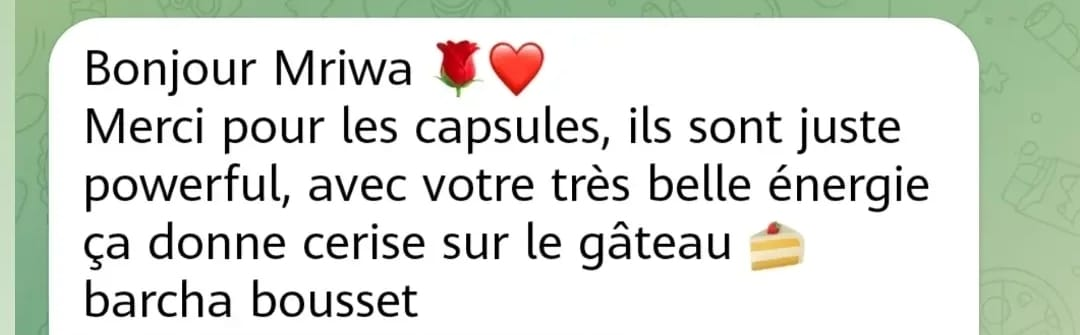 Bonjour Mriwa 🌹❤️
Merci pour les capsules, ils sont juste
powerful, avec votre très belle énergie
ça donne cerise sur le gâteau 🍰
barcha bousset